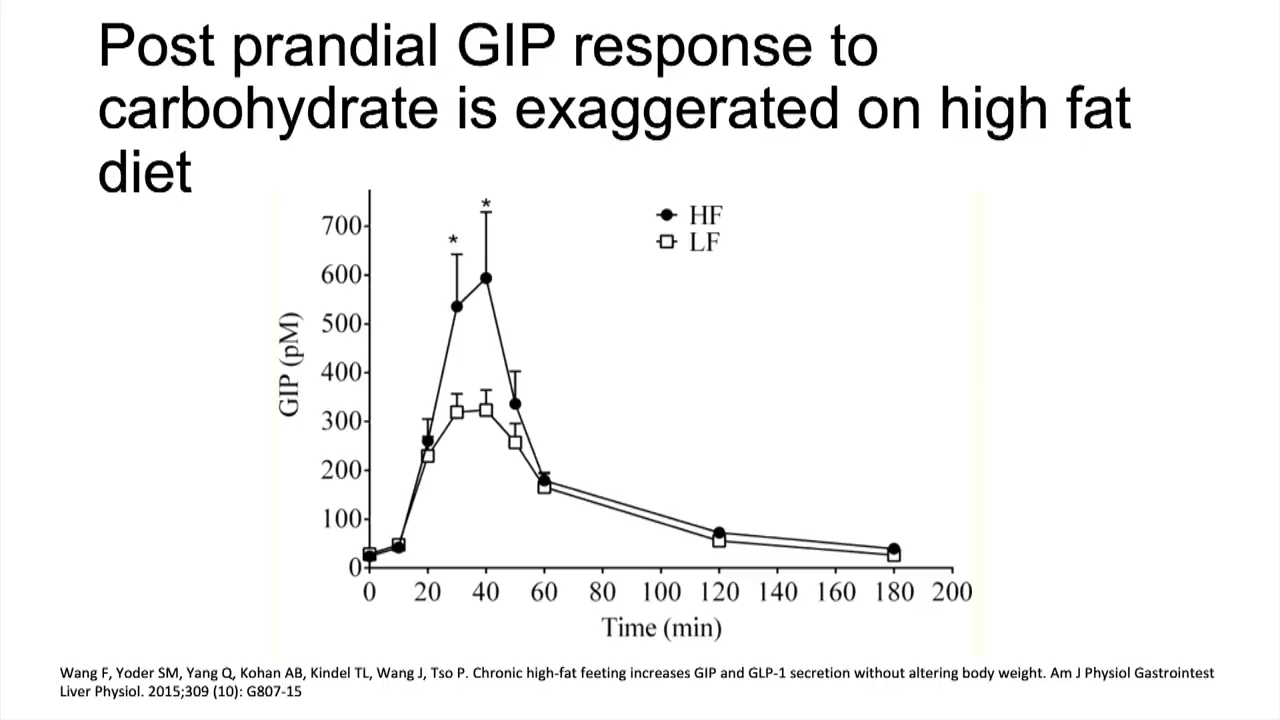 Post prandial GIP response to
carbohydrate is exaggerated on high fat
diet
HF
LF
*
*
700
600
500
400
300
200
100
0
GIP (pM)
0 20 40 60 80 100 120 140 160 180 200
Time (min)
Wang F, Yoder SM, Yang Q, Kohan AB, Kindel TL, Wang J, Tso P. Chronic high-fat feeting increases GIP and GLP-1 secretion without altering body weight. Am J Physiol Gastrointest
Liver Physiol. 2015;309 (10): G807-15